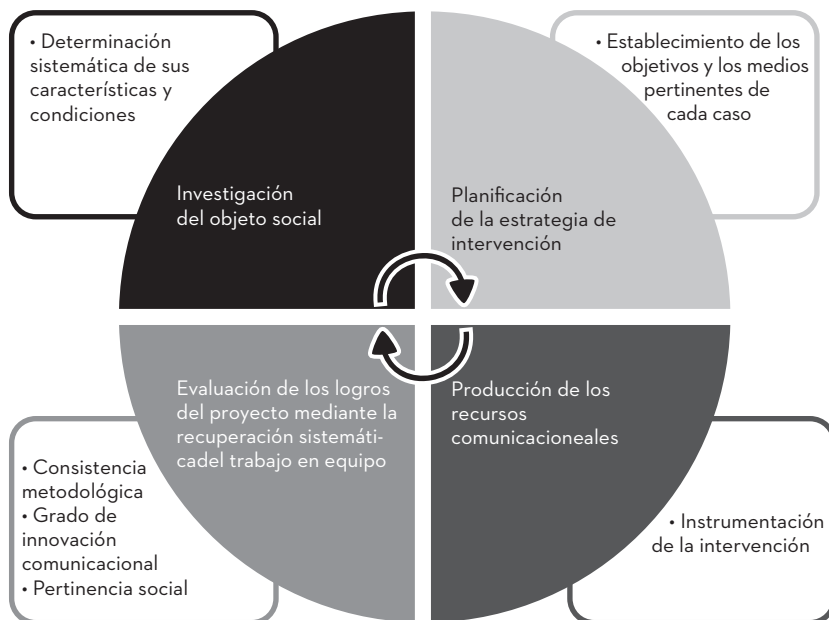 • Determinación
sistemática de sus
características y
condiciones
Investigación
del objeto social
• Establecimiento de los
objetivos y los medios
pertinentes de
cada caso
Planificación
de la estrategia de
intervención
Evaluación de los logros
del proyecto mediante la
recuperación sistemáti-
cadel trabajo en equipo
• Consistencia
metodológica
• Grado de
innovación
comunicacional
• Pertinencia social
Producción de los
recursos
comunicacioneales
• Instrumentación
de la intervención